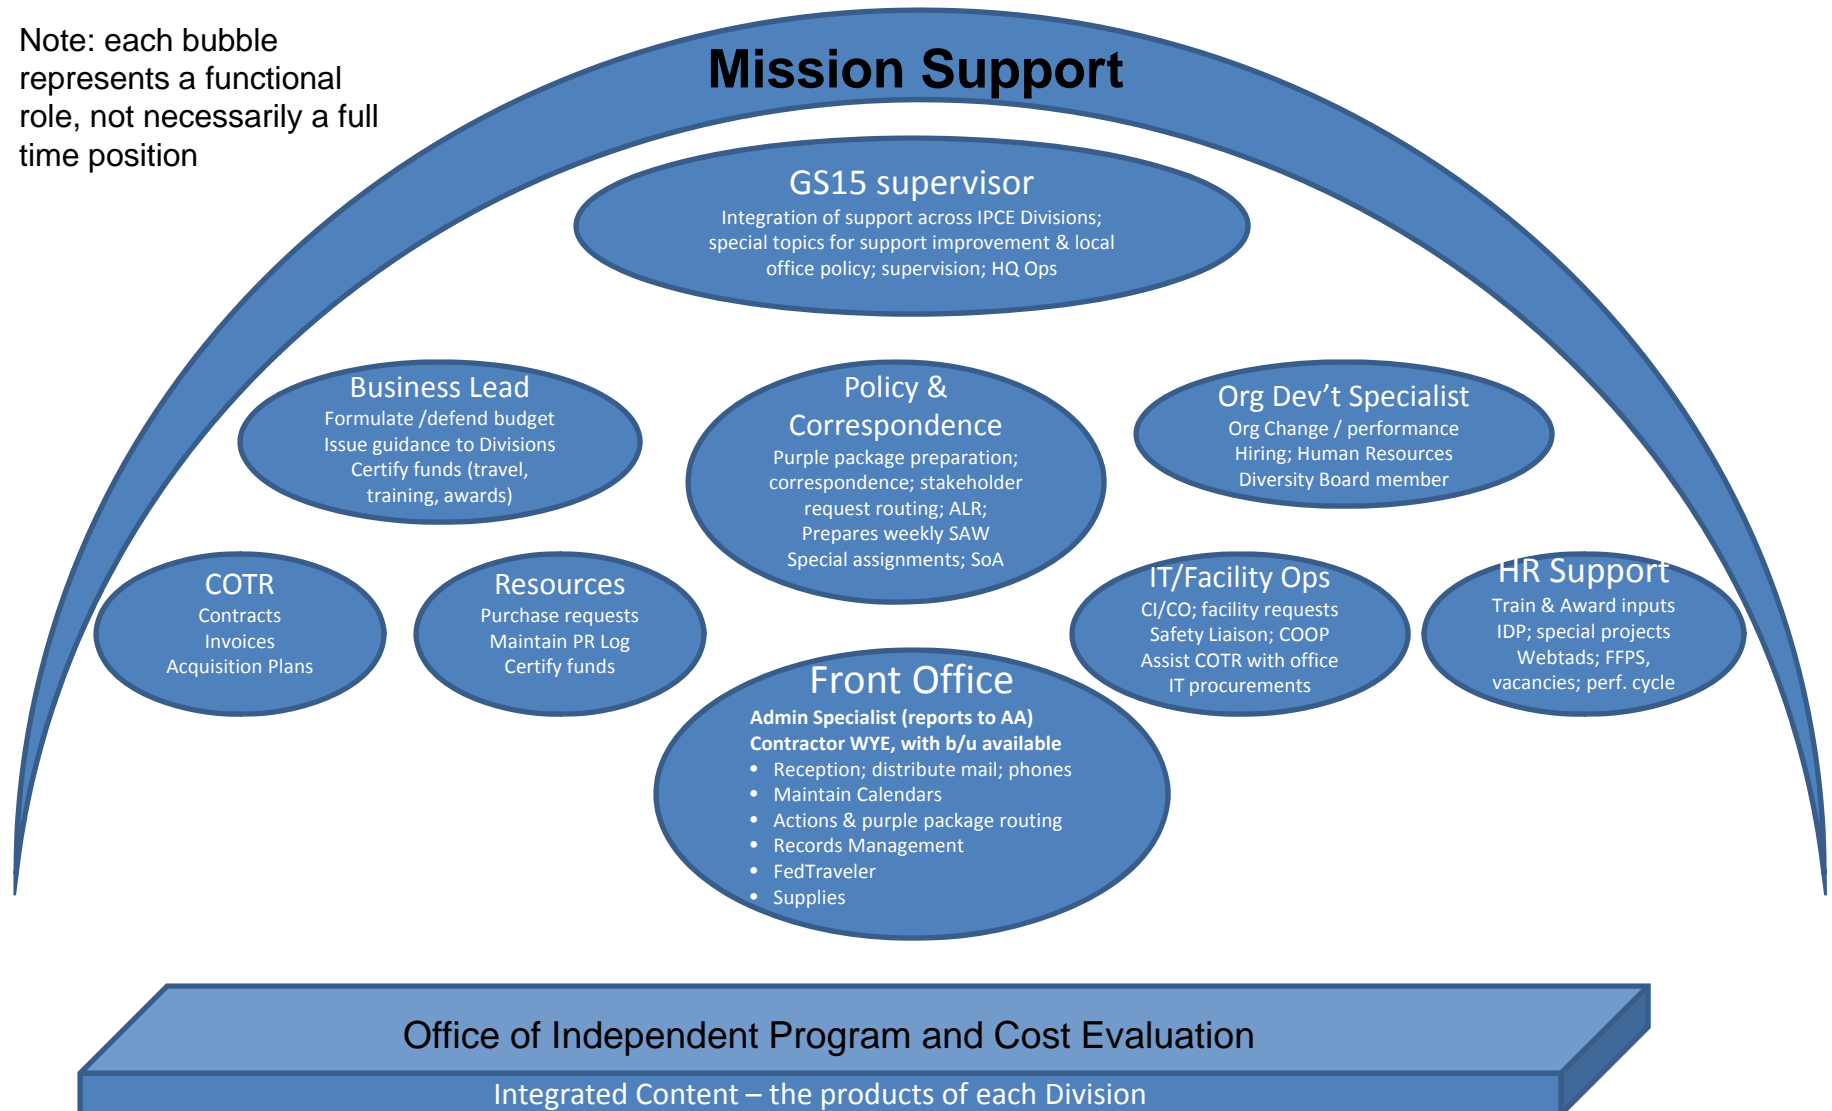 Note: each bubble
represents a functional
role, not necessarily a full
time position
Mission Support
GS15 supervisor
Integration of support across IPCE Divisions;
special topics for support improvement & local
office policy; supervision; HQ Ops
Business Lead
Formulate /defend budget
Issue guidance to Divisions
Certify funds (travel,
training, awards)
Policy &
Correspondence
Purple package preparation;
correspondence; stakeholder
request routing; ALR;
Prepares weekly SAW
Special assignments; SoA
Org Dev’t Specialist
Org Change / performance
Hiring; Human Resources
Diversity Board member
COTR
Contracts
Invoices
Acquisition Plans
Resources
Purchase requests
Maintain PR Log
Certify funds
IT/Facility Ops
CI/CO; facility requests
Safety Liaison; COOP
Assist COTR with office
IT procurements
HR Support
Train & Award inputs
IDP; special projects
Webtads; FFPS,
vacancies; perf. cycle
Front Office
Admin Specialist (reports to AA)
Contractor WYE, with b/u available
• Reception; distribute mail; phones
• Maintain Calendars
• Actions & purple package routing
• Records Management
• FedTraveler
• Supplies
Office of Independent Program and Cost Evaluation
Integrated Content – the products of each Division